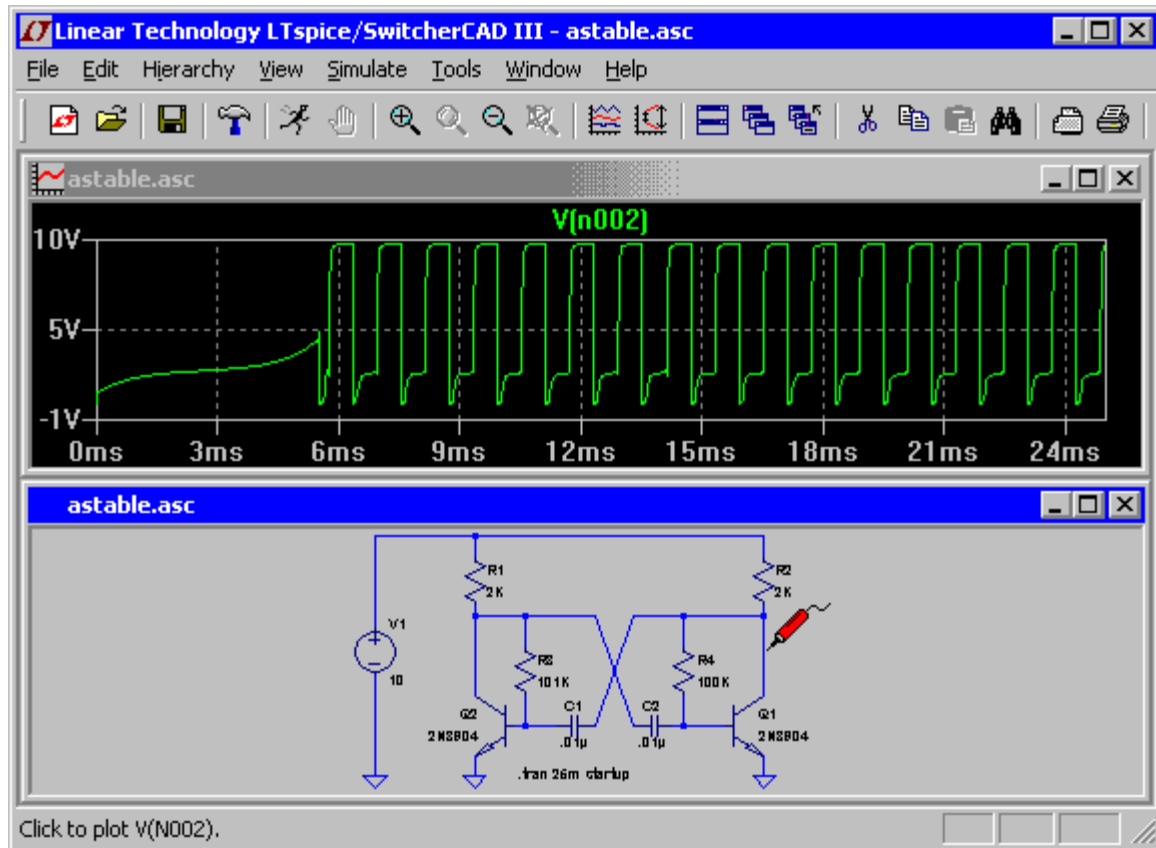 Linear Technology LTspice/SwitcherCAD III - astable.asc
File Edit Hierarchy View Simulate Tools Window Help
astable.asc
V(n002)
10V
5V
-1V
0ms 3ms 6ms 9ms 12ms 15ms 18ms 21ms 24ms
astable.asc
R1
2K
R2
2K
V1
10
R3
101K
R4
100K
C1
.01µ
C2
.01µ
Q2
2N3904
Q1
2N3904
.tran 26m startup
Click to plot V(N002).